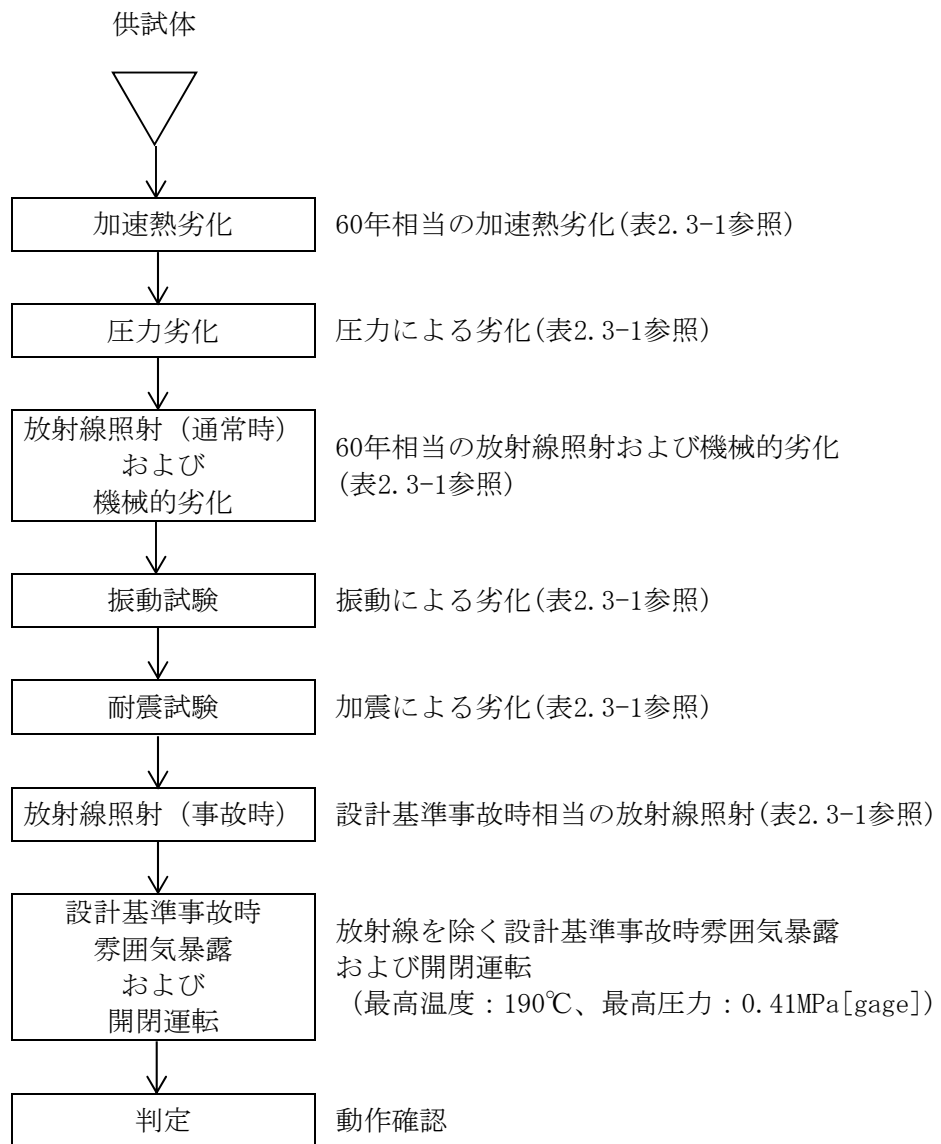 供試体
加速熱劣化
60年相当の加速熱劣化(表2.3-1参照)
圧力劣化
圧力による劣化(表2.3-1参照)
放射線照射（通常時）
および
機械的劣化
60年相当の放射線照射および機械的劣化
(表2.3-1参照)
振動試験
振動による劣化(表2.3-1参照)
耐震試験
加震による劣化(表2.3-1参照)
放射線照射（事故時）
設計基準事故時相当の放射線照射(表2.3-1参照)
設計基準事故時
雰囲気暴露
および
開閉運転
放射線を除く設計基準事故時雰囲気暴露
および開閉運転
（最高温度：190℃、最高圧力：0.41MPa[gage]）
判定
動作確認